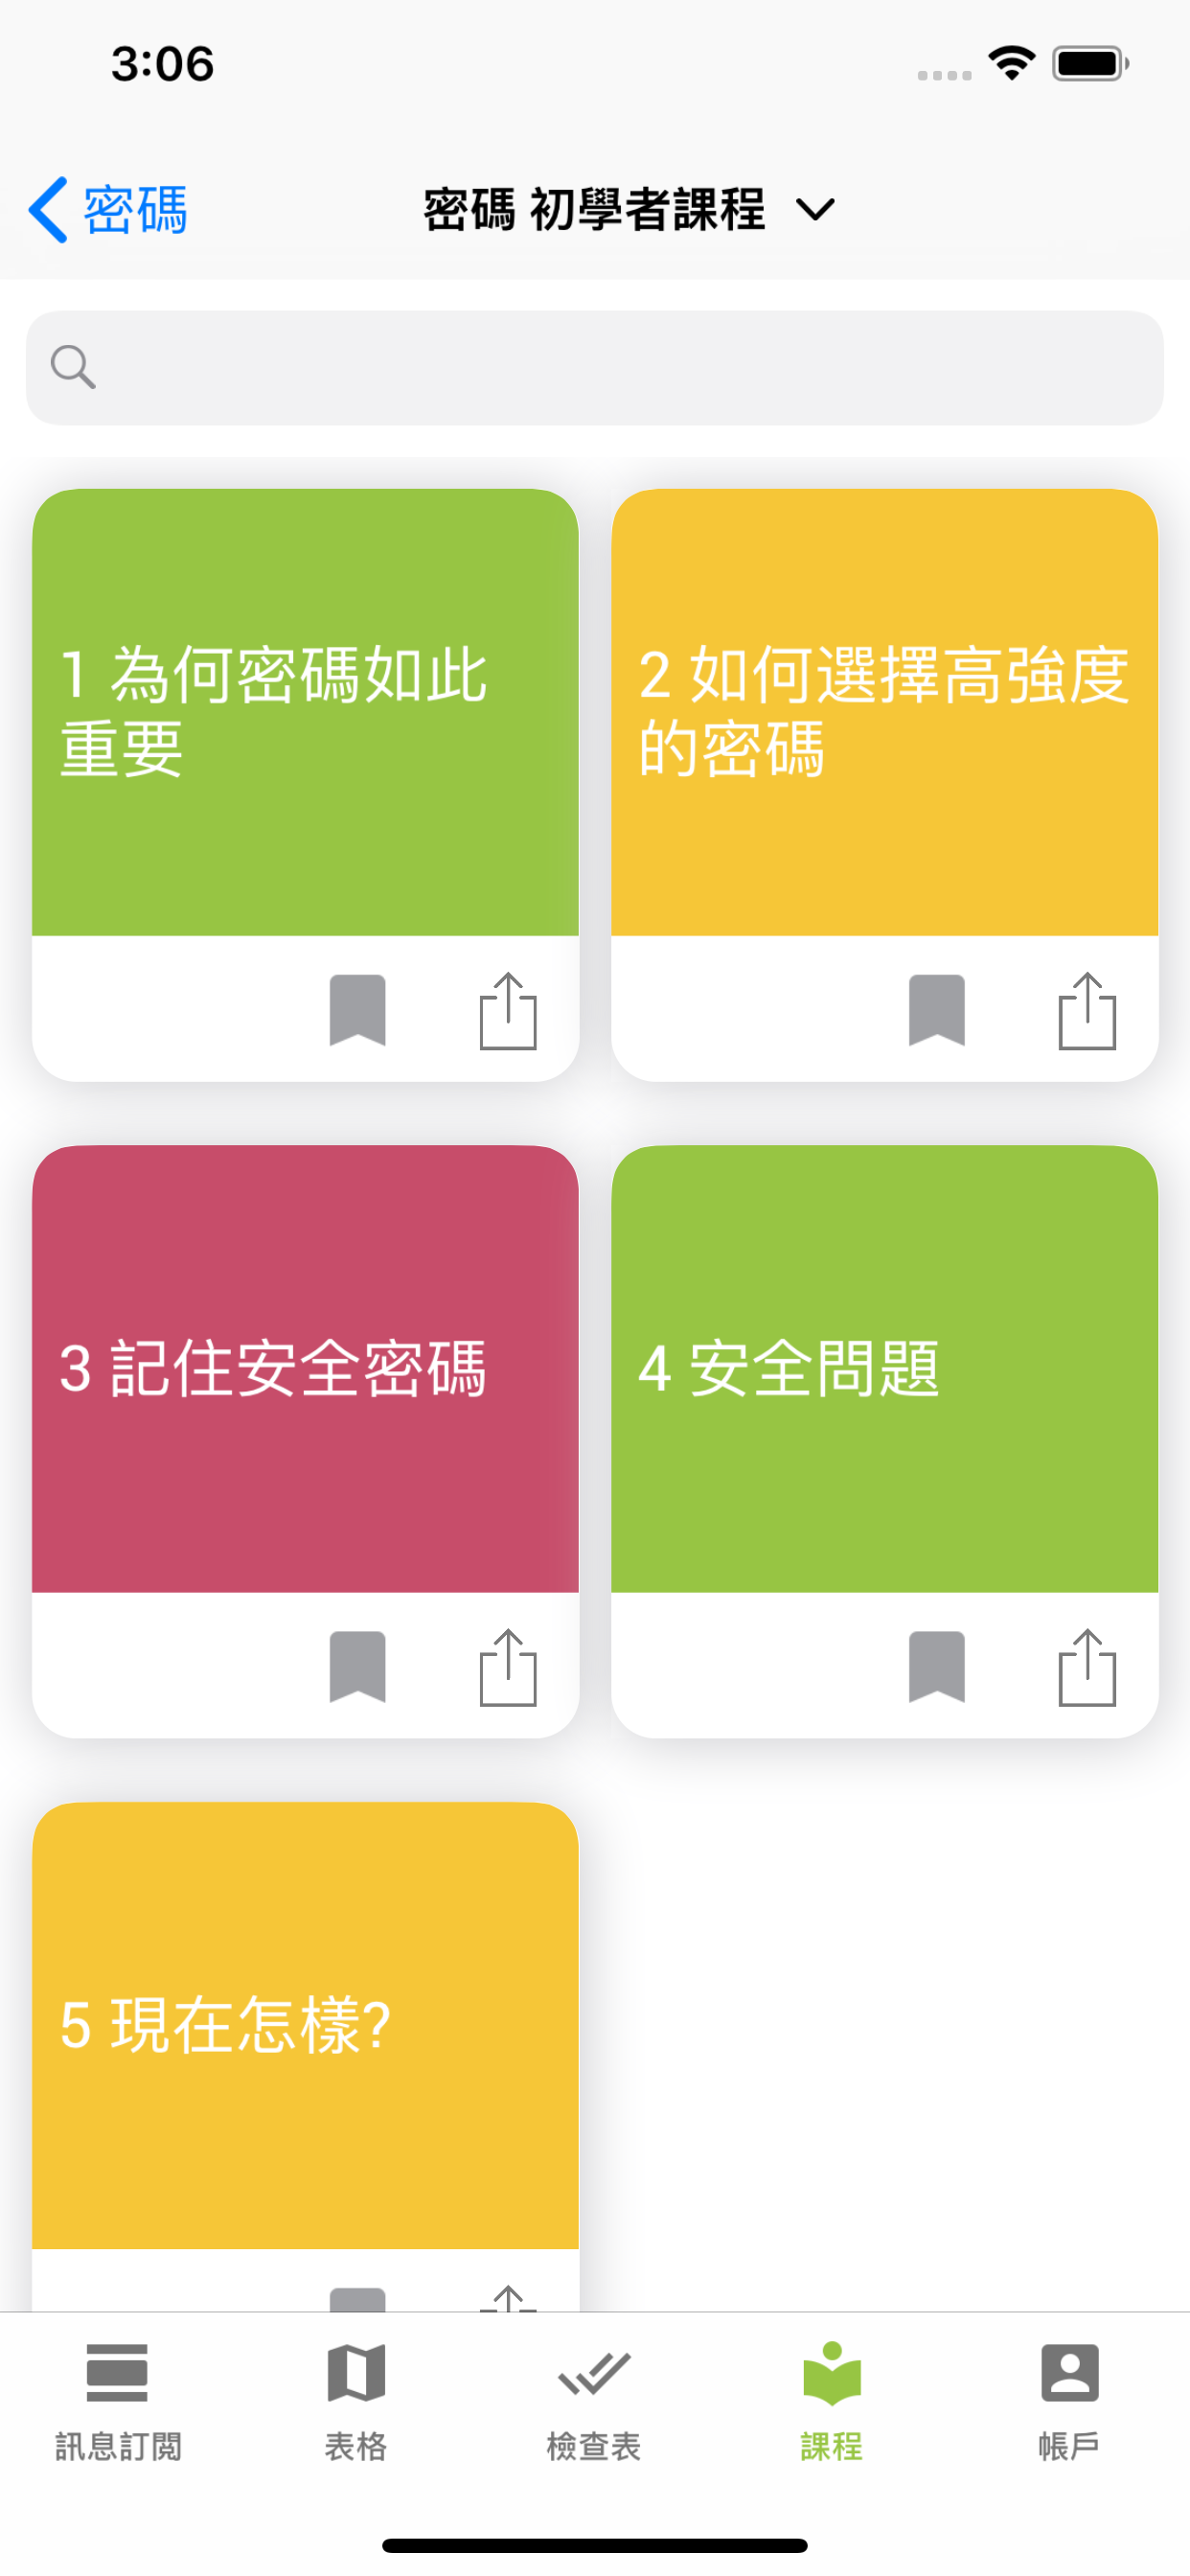 3:06
密碼
密碼 初學者課程
1 為何密碼如此
重要
2 如何選擇高強度
的密碼
3 記住安全密碼
4 安全問題
5 現在怎樣?
訊息訂閱
表格
檢查表
課程
帳戶